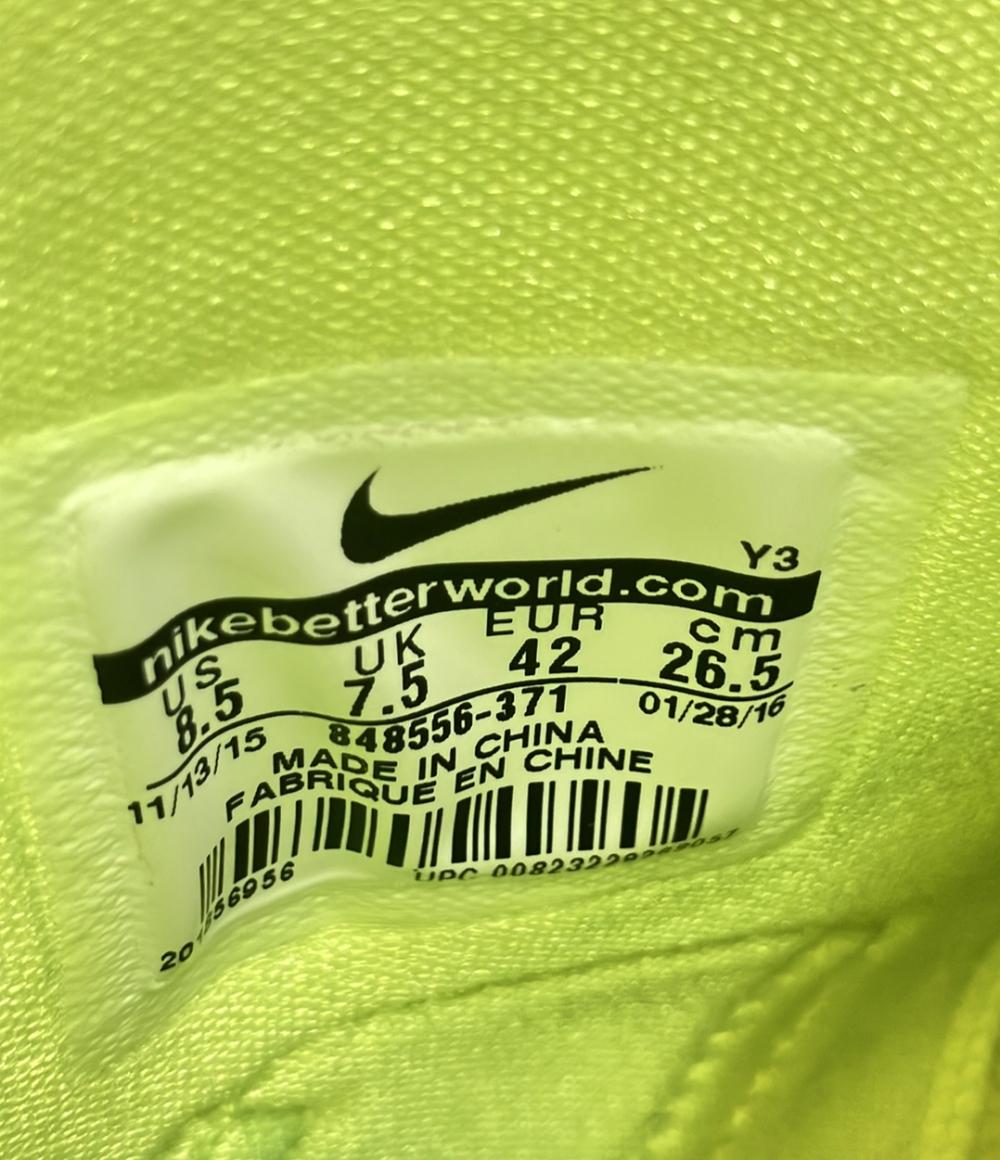 Y3
nikebetterworld.com
US UK EUR cm
8.5 7.5 42 26.5
11/13/15 848556-371 01/28/16
MADE IN CHINA
FABRIQUE EN CHINE
UPC